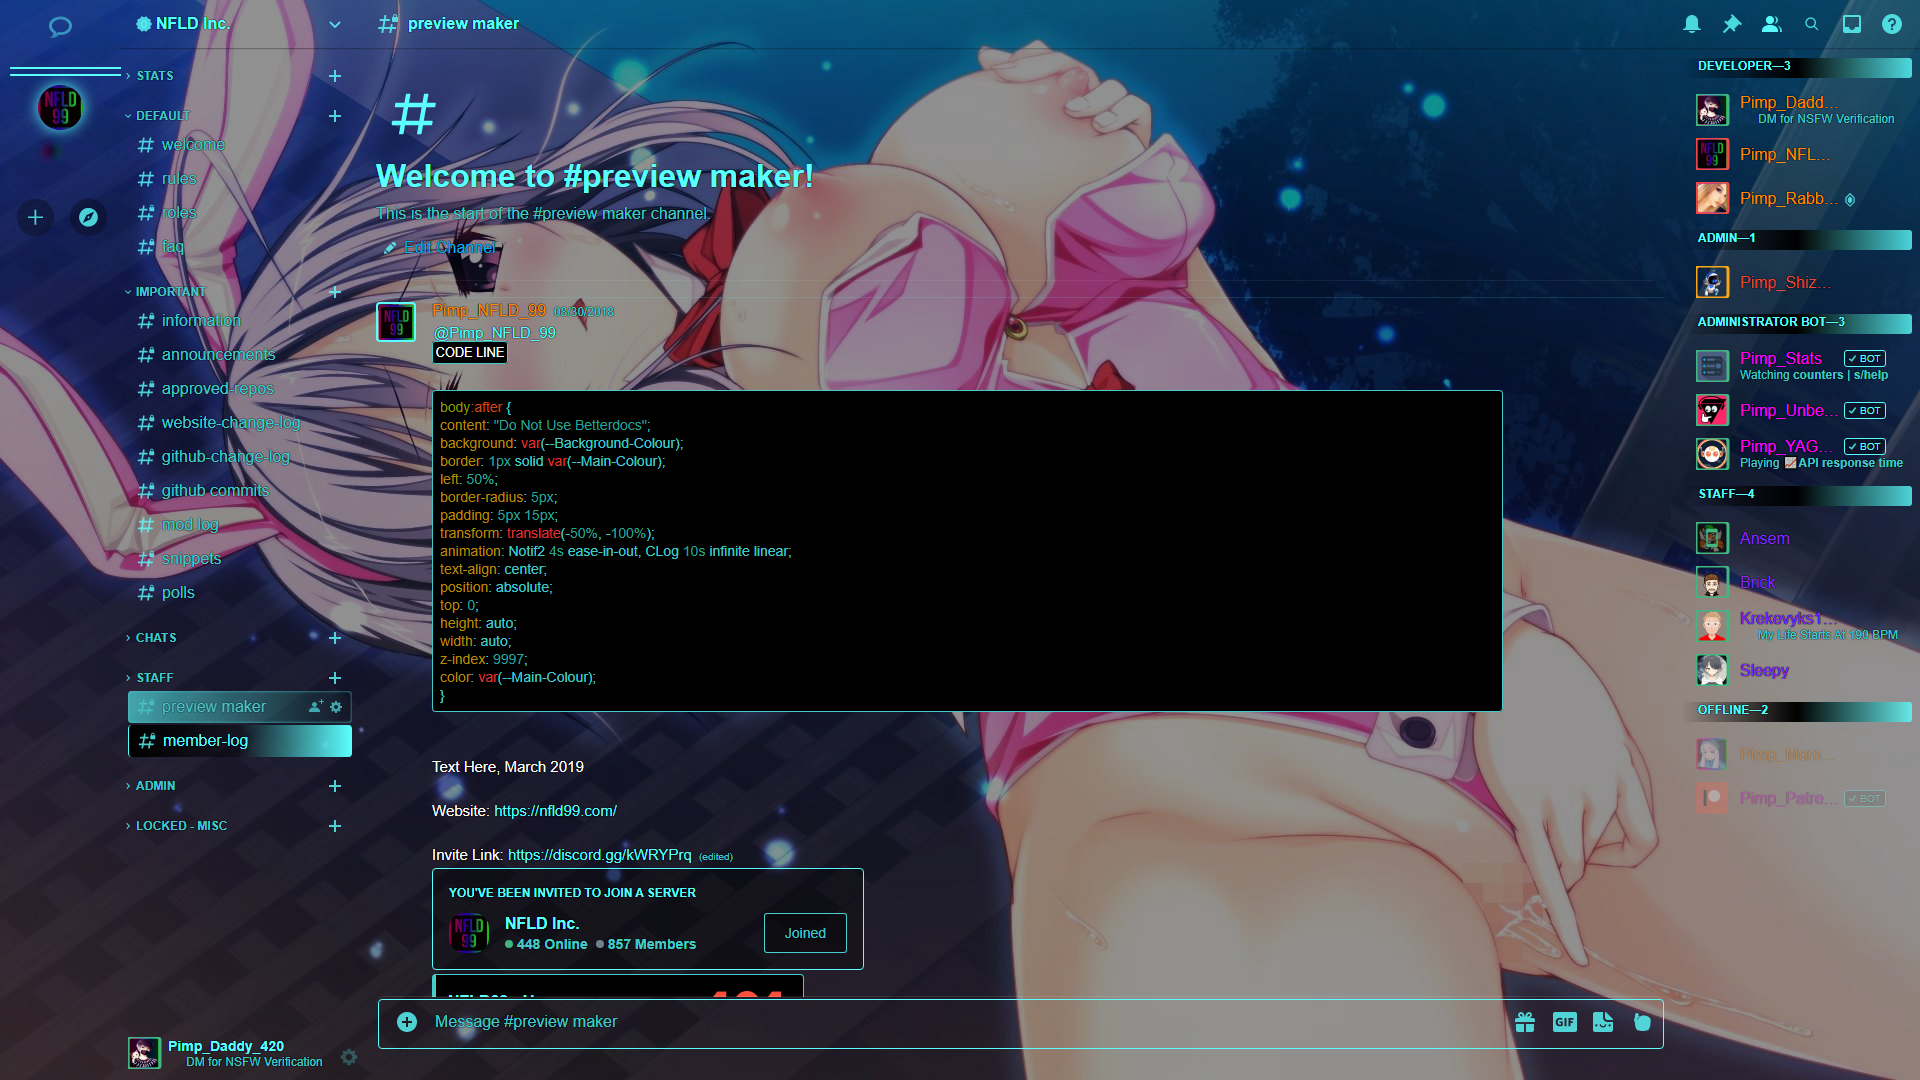 NFLD Inc.
STATS
DEFAULT
welcome
rules
roles
faq
IMPORTANT
information
announcements
approved-repos
website-change-log
github-change-log
github commits
mod log
snippets
polls
CHATS
STAFF
preview maker
member-log
ADMIN
LOCKED - MISC
Pimp_Daddy_420
DM for NSFW Verification
NFLD
99
preview maker
Welcome to #preview maker!
This is the start of the #preview maker channel.
Edit Channel
Pimp_NFLD_99 03/30/2018
@Pimp_NFLD_99
CODE LINE
body:after {
content: "Do Not Use Betterdocs";
background: var(--Background-Colour);
border: 1px solid var(--Main-Colour);
left: 50%;
border-radius: 5px;
padding: 5px 15px;
transform: translate(-50%, -100%);
animation: Notif2 4s ease-in-out, CLog 10s infinite linear;
text-align: center;
position: absolute;
top: 0;
height: auto;
width: auto;
z-index: 9997;
color: var(--Main-Colour);
}
Text Here, March 2019
Website: https://nfld99.com/
Invite Link: https://discord.gg/kWRYPrq (edited)
YOU'VE BEEN INVITED TO JOIN A SERVER
NFLD Inc.
448 Online 857 Members
Joined
Message #preview maker
GIF
DEVELOPER—3
Pimp_Dadd...
DM for NSFW Verification
Pimp_NFL...
Pimp_Rabb...
ADMIN—1
Pimp_Shiz...
ADMINISTRATOR BOT—3
Pimp_Stats BOT
Watching counters | s/help
Pimp_Unbe... BOT
Pimp_YAG... BOT
Playing API response time
STAFF—4
Ansem
Brick
Krekevyks1...
My Life Starts At 190 BPM
Sleepy
OFFLINE—2
Pimp_Nom...
Pimp_Patre... BOT